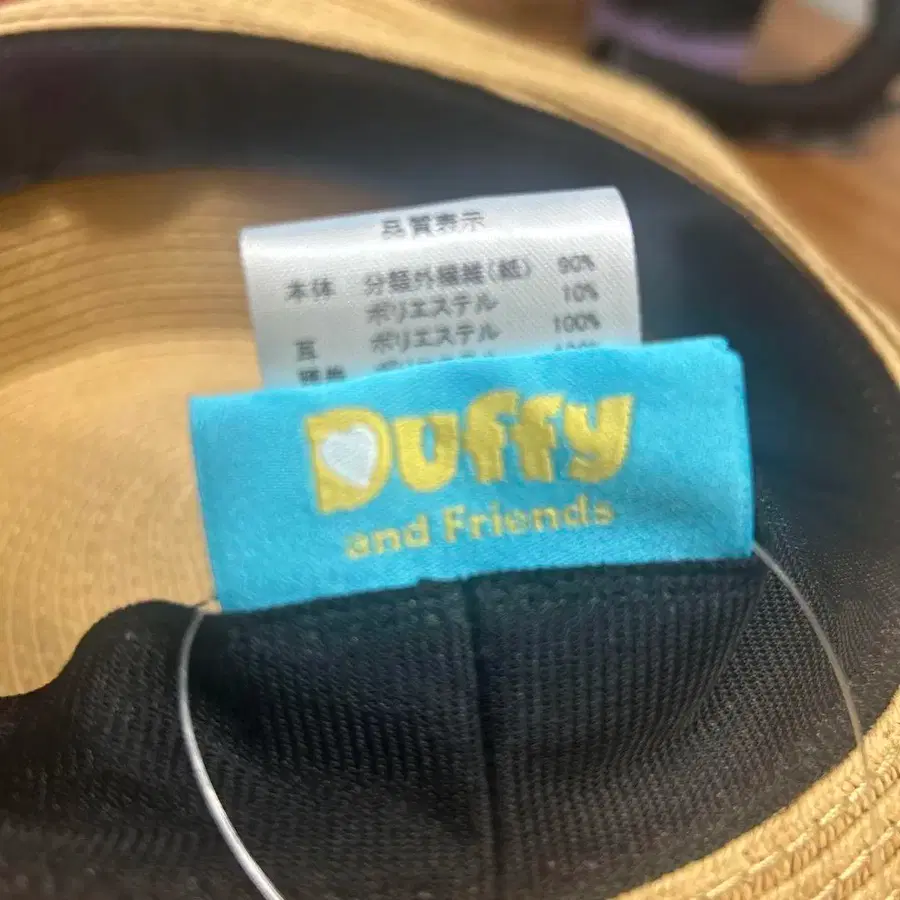 品質表示
本体 分類外繊維(紙) 90%
ポリエステル 10%
耳 ポリエステル 100%
Duffy
and Friends